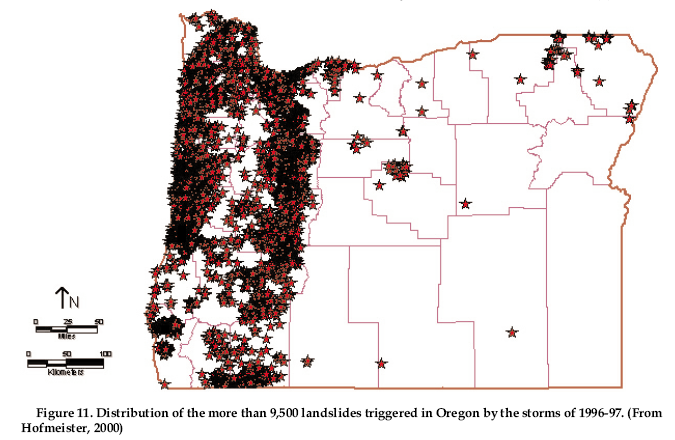 N
0 25 50
Miles
0 50 100
Kilometers
Figure 11. Distribution of the more than 9,500 landslides triggered in Oregon by the storms of 1996-97. (From
Hofmeister, 2000)